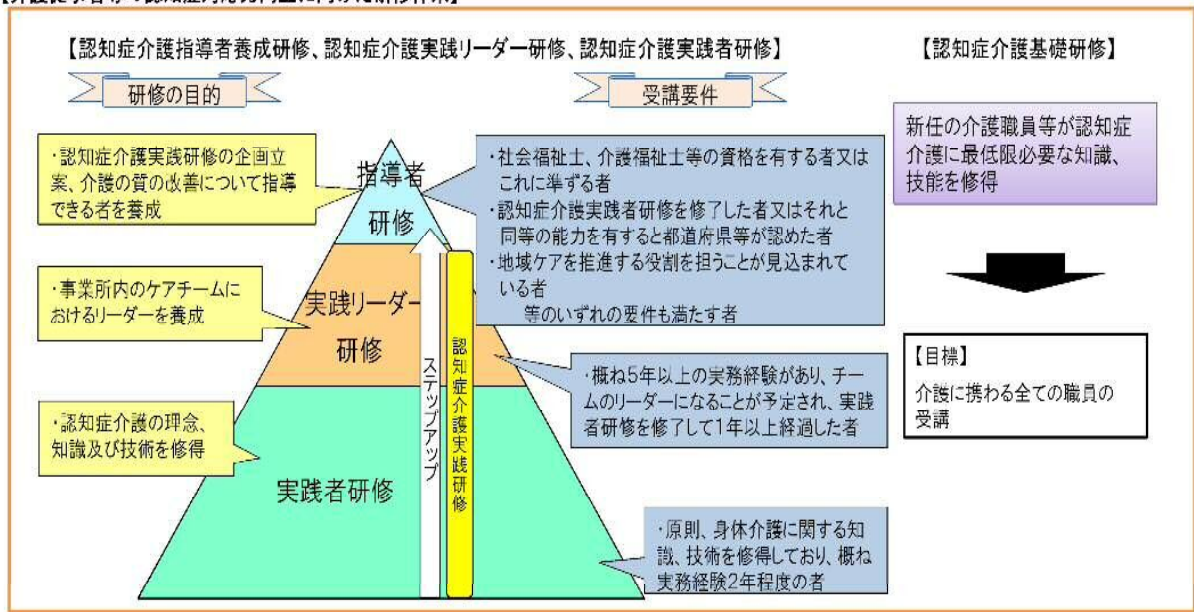 【認知症介護指導者養成研修、認知症介護実践リーダー研修、認知症介護実践者研修】
【認知症介護基礎研修】
研修の目的
受講要件
・認知症介護実践研修の企画立
案、介護の質の改善について指導
できる者を養成
指導者
研修
・社会福祉士、介護福祉士等の資格を有する者又は
これに準ずる者
・認知症介護実践者研修を修了した者又はそれと
同等の能力を有すると都道府県等が認めた者
・地域ケアを推進する役割を担うことが見込まれて
いる者
等のいずれの要件も満たす者
新任の介護職員等が認知症
介護に最低限必要な知識、
技能を修得
・事業所内のケアチームに
おけるリーダーを養成
実践リーダー
研修
・概ね5年以上の実務経験があり、チー
ムのリーダーになることが予定され、実践
者研修を修了して1年以上経過した者
【目標】
介護に携わる全ての職員の
受講
・認知症介護の理念、
知識及び技術を修得
実践者研修
ステップアップ
認知症介護実践研修
・原則、身体介護に関する知
識、技術を修得しており、概ね
実務経験2年程度の者